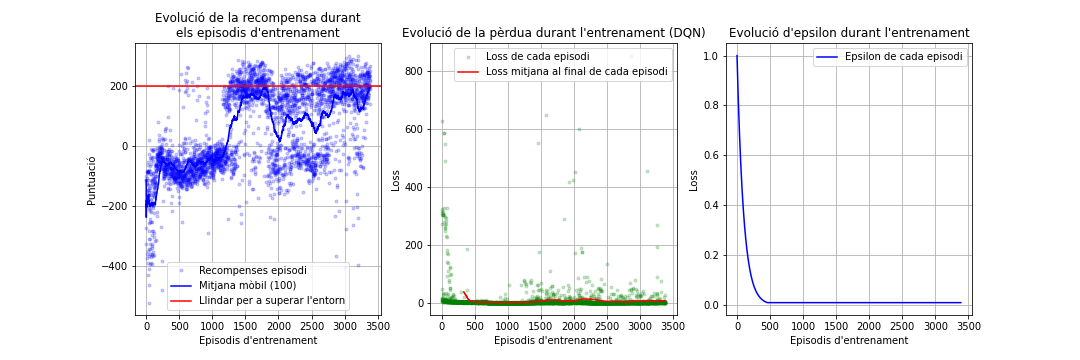 Evolució de la recompensa durant
els episodis d'entrenament
200
0
−200
−400
Puntuació
0
500
1000
1500
2000
2500
3000
3500
Episodis d'entrenament
Recompenses episodi
Mitjana mòbil (100)
Llindar per a superar l'entorn
Evolució de la pèrdua durant l'entrenament (DQN)
Loss de cada episodi
Loss mitjana al final de cada episodi
800
600
400
200
0
Loss
0
500
1000
1500
2000
2500
3000
3500
Episodis d'entrenament
Evolució d'epsilon durant l'entrenament
Epsilon de cada episodi
1.0
0.8
0.6
0.4
0.2
0.0
Loss
0
500
1000
1500
2000
2500
3000
3500
Episodis d'entrenament